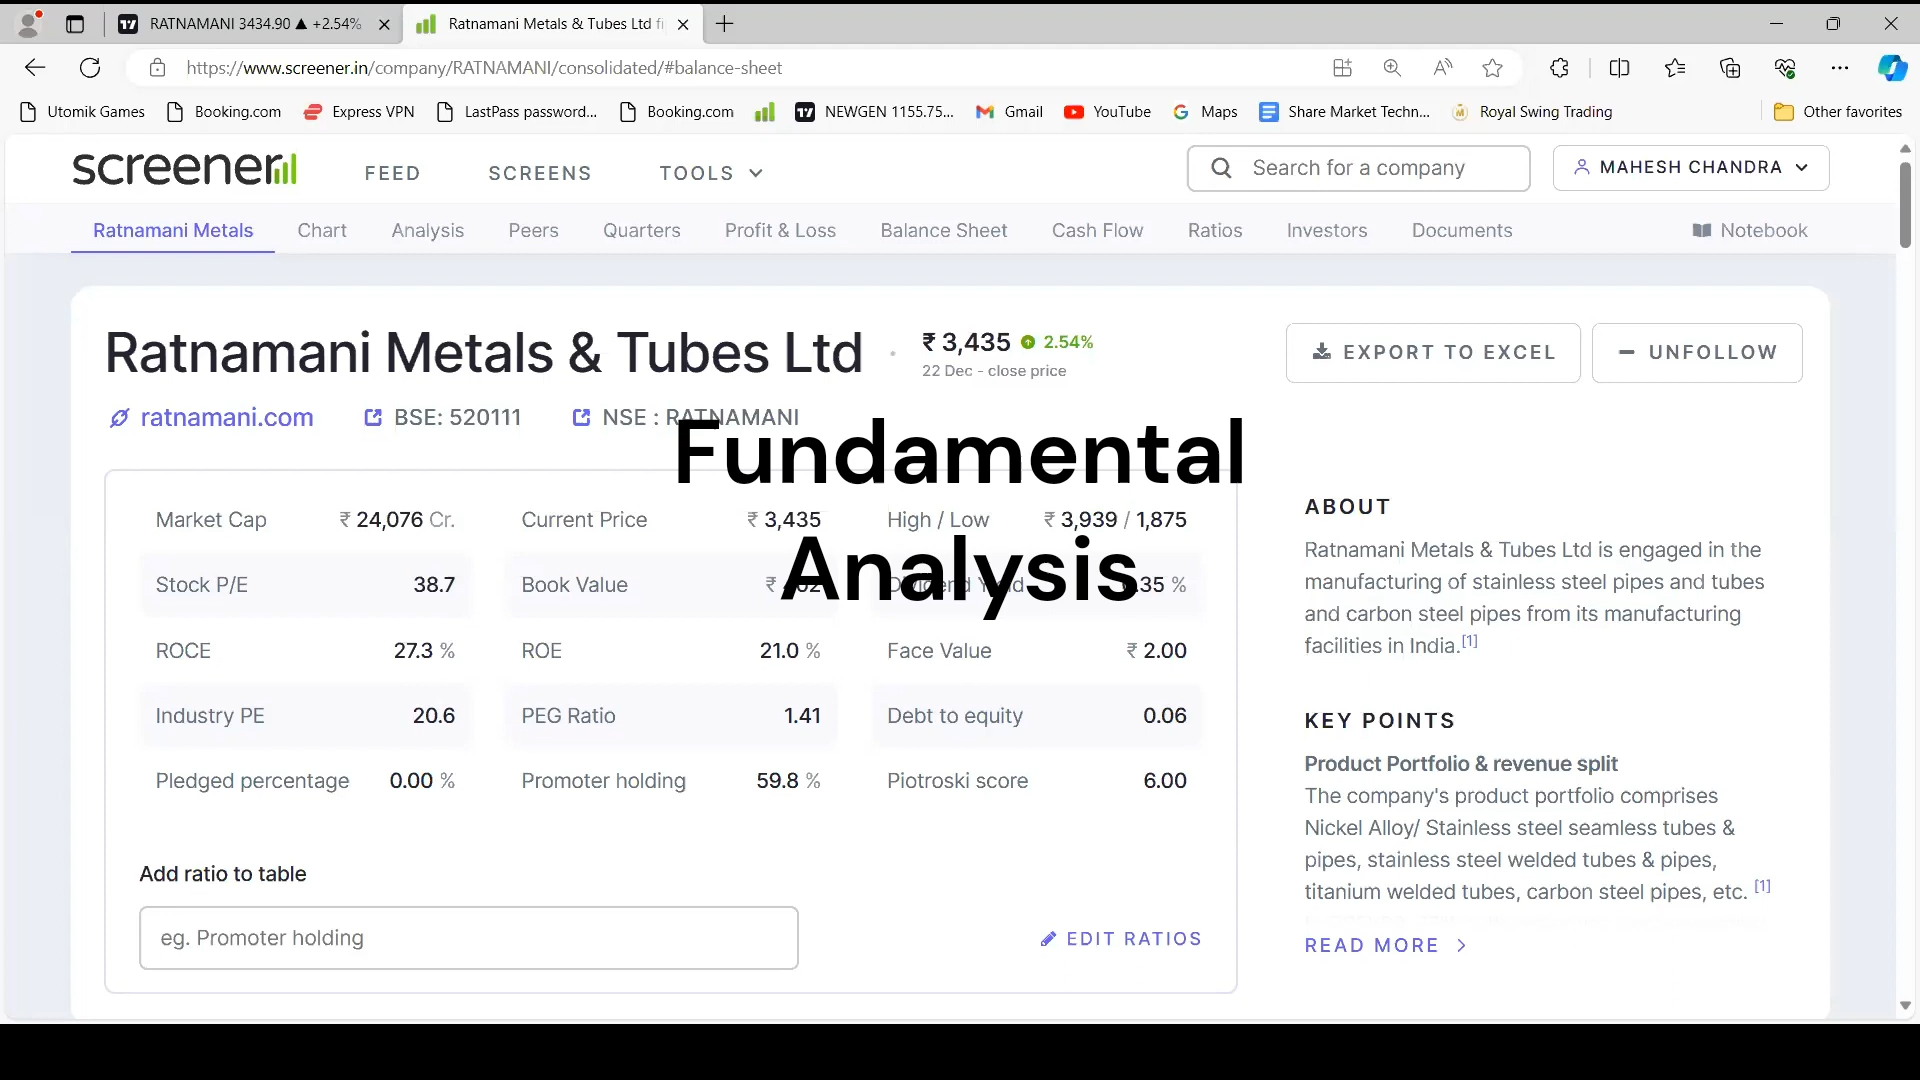 RATNAMANI 3434.90 ▲ +2.54%
Ratnamani Metals & Tubes Ltd fi
https://www.screener.in/company/RATNAMANI/consolidated/#balance-sheet
Utomik Games
Booking.com
Express VPN
LastPass password...
Booking.com
NEWGEN 1155.75...
Gmail
YouTube
Maps
Share Market Techn...
Royal Swing Trading
Other favorites
screener
FEED
SCREENS
TOOLS
Search for a company
MAHESH CHANDRA
Ratnamani Metals
Chart
Analysis
Peers
Quarters
Profit & Loss
Balance Sheet
Cash Flow
Ratios
Investors
Documents
Notebook
Ratnamani Metals & Tubes Ltd
₹ 3,435 2.54%
22 Dec - close price
EXPORT TO EXCEL
UNFOLLOW
ratnamani.com
BSE: 520111
NSE : RATNAMANI
Fundamental
Analysis
Market Cap ₹ 24,076 Cr.
Current Price ₹ 3,435
High / Low ₹ 3,939 / 1,875
Stock P/E 38.7
Book Value ₹
Dividend Yield .35 %
ROCE 27.3 %
ROE 21.0 %
Face Value ₹ 2.00
Industry PE 20.6
PEG Ratio 1.41
Debt to equity 0.06
Pledged percentage 0.00 %
Promoter holding 59.8 %
Piotroski score 6.00
Add ratio to table
eg. Promoter holding
EDIT RATIOS
ABOUT
Ratnamani Metals & Tubes Ltd is engaged in the
manufacturing of stainless steel pipes and tubes
and carbon steel pipes from its manufacturing
facilities in India.[1]
KEY POINTS
Product Portfolio & revenue split
The company's product portfolio comprises
Nickel Alloy/ Stainless steel seamless tubes &
pipes, stainless steel welded tubes & pipes,
titanium welded tubes, carbon steel pipes, etc. [1]
READ MORE